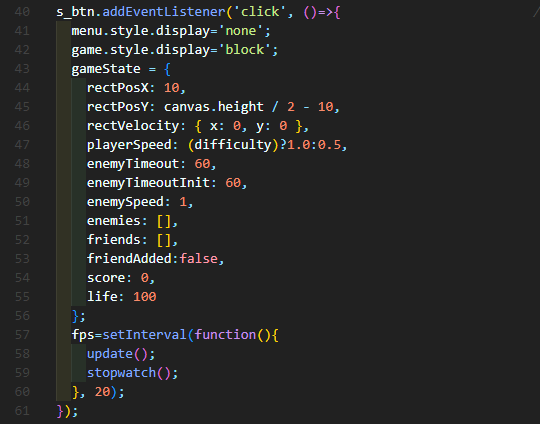 40 s_btn.addEventListener('click', ()=>{
41   menu.style.display='none';
42   game.style.display='block';
43   gameState = {
44     rectPosX: 10,
45     rectPosY: canvas.height / 2 - 10,
46     rectVelocity: { x: 0, y: 0 },
47     playerSpeed: (difficulty)?1.0:0.5,
48     enemyTimeout: 60,
49     enemyTimeoutInit: 60,
50     enemySpeed: 1,
51     enemies: [],
52     friends: [],
53     friendAdded:false,
54     score: 0,
55     life: 100
56   };
57   fps=setInterval(function(){
58     update();
59     stopwatch();
60   }, 20);
61 });